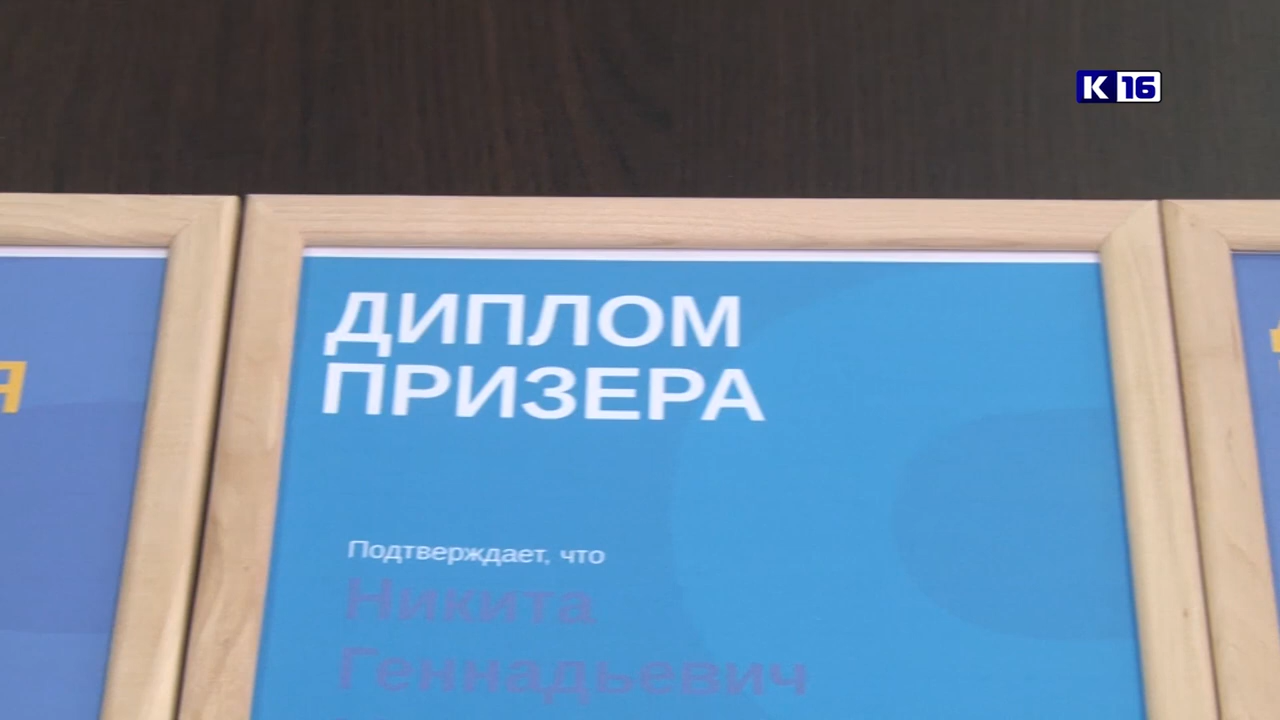 К 16
ДИПЛОМ
ПРИЗЕРА
Подтверждает, что
Никита
Геннадьевич
Я